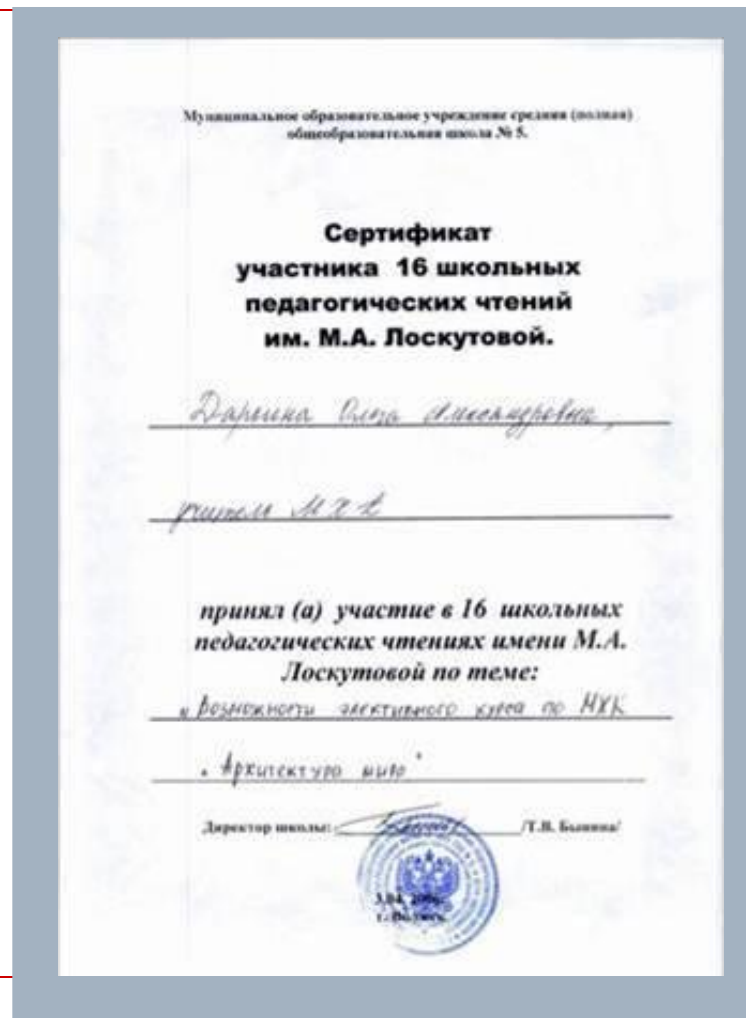 Муниципальное образовательное учреждение средняя (полная)
общеобразовательная школа № 5.
Сертификат
участника 16 школьных
педагогических чтений
им. М.А. Лоскутовой.
Ольга Александровна,
учитель МХК
принял (а) участие в 16 школьных
педагогических чтениях имени М.А.
Лоскутовой по теме:
"Возможности элективного курса по МХК
"Архитектура мира"
Директор школы: /Т.В. Бынина/
3.04.